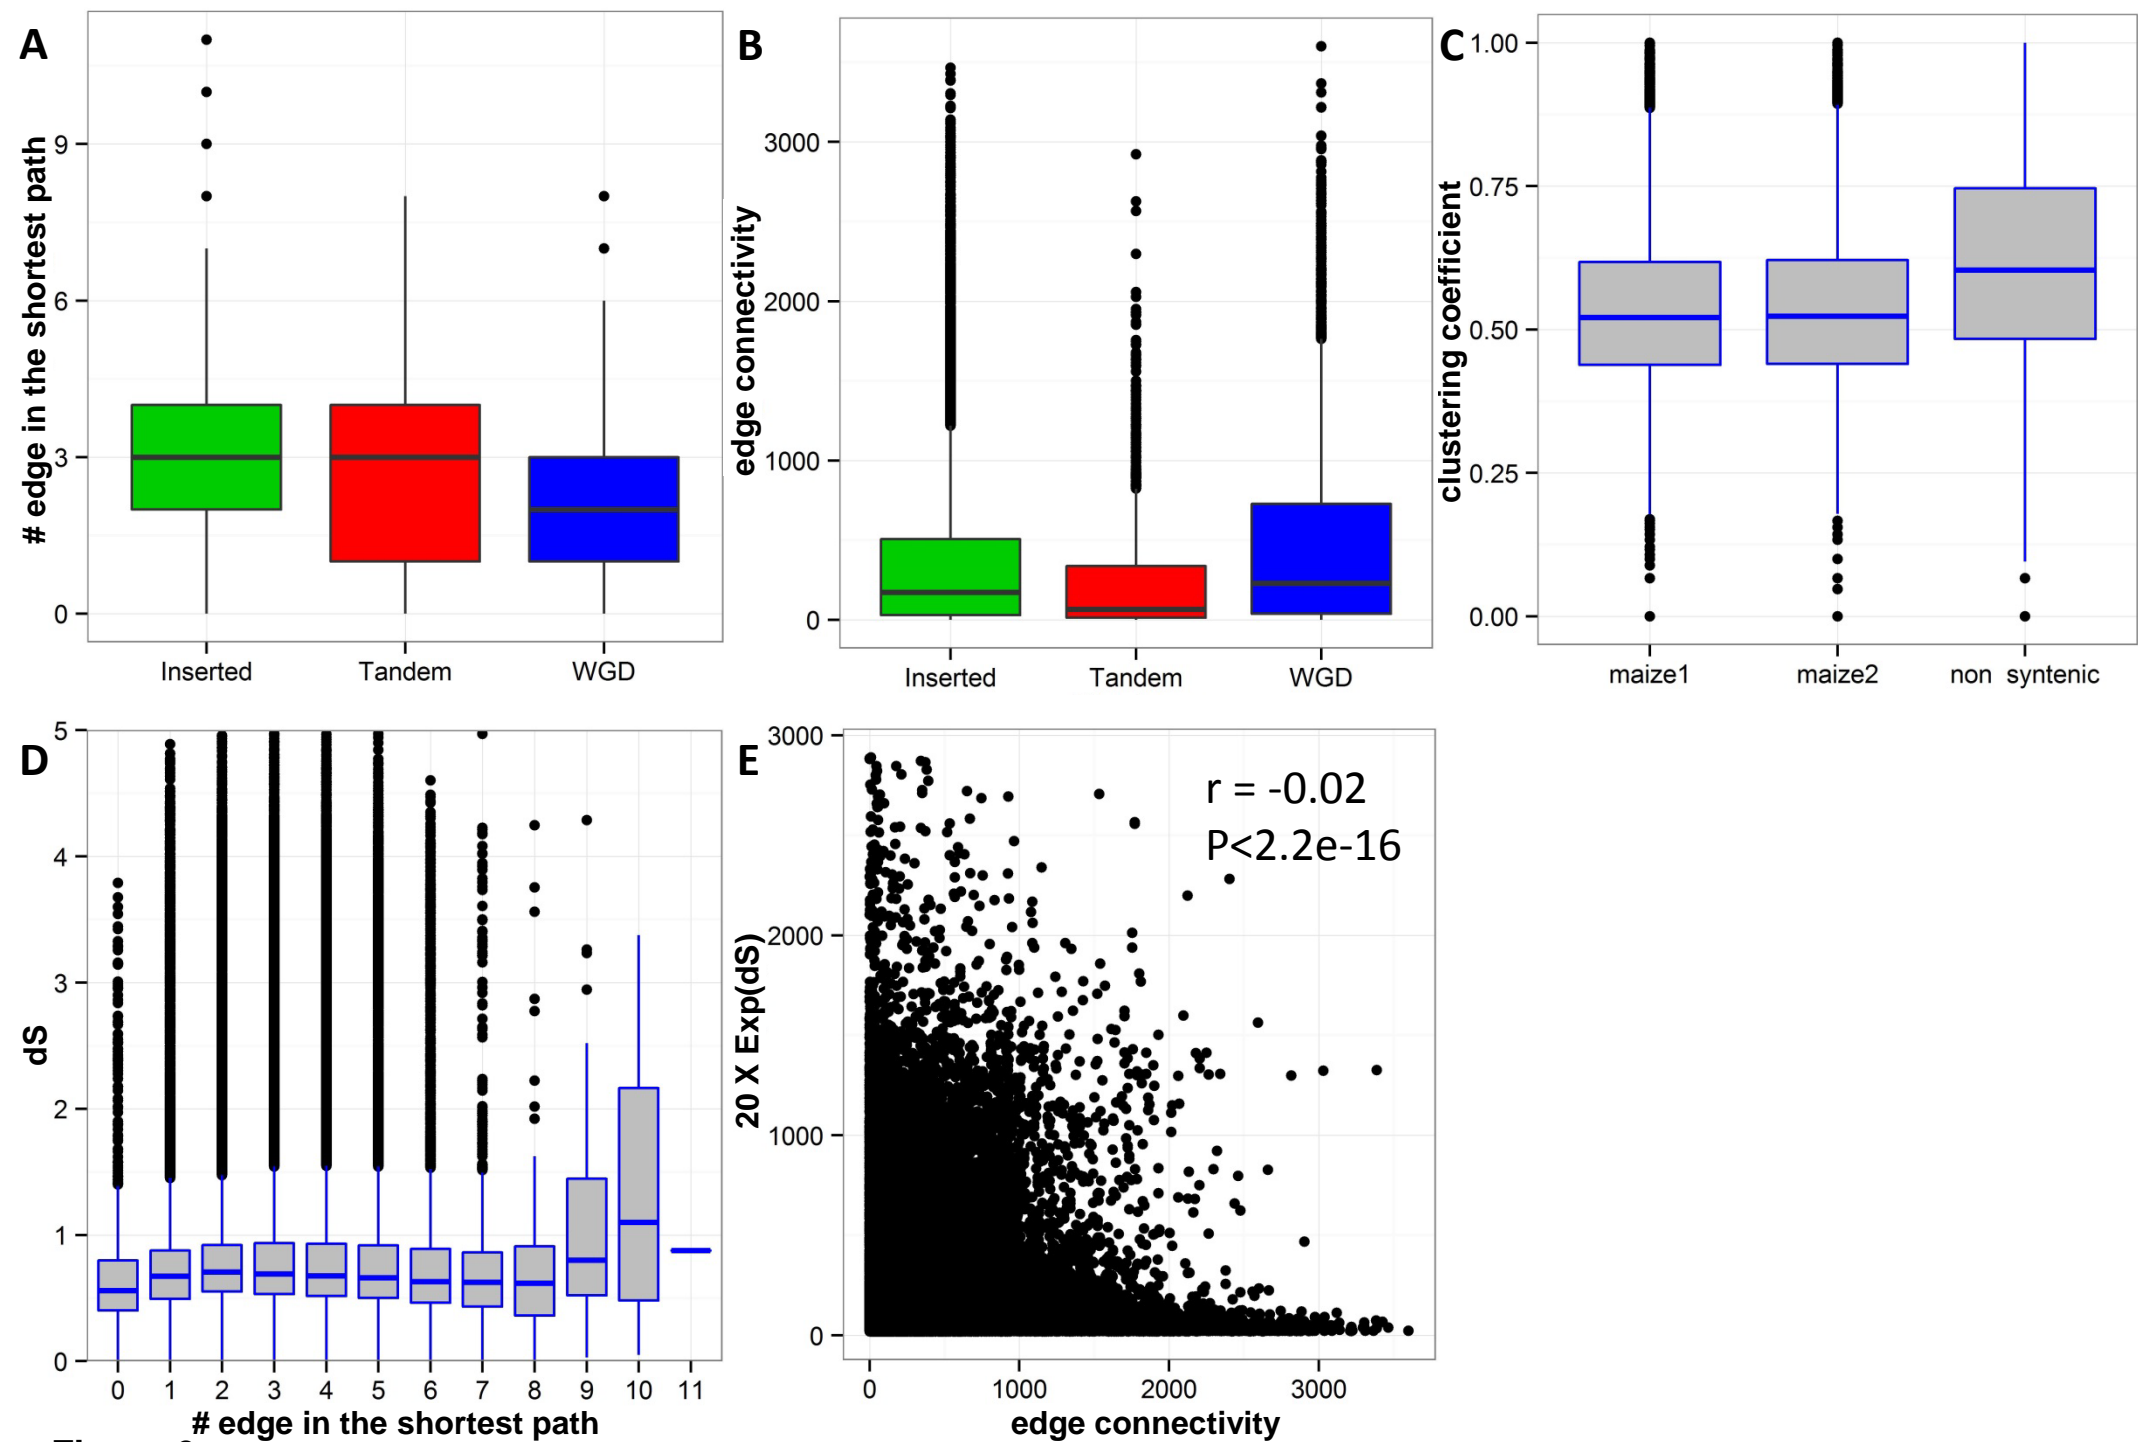 A
# edge in the shortest path
9
6
3
0
Inserted
Tandem
WGD
B
edge connectivity
3000
2000
1000
0
Inserted
Tandem
WGD
C
clustering coefficient
1.00
0.75
0.50
0.25
0.00
maize1
maize2
non syntenic
D
dS
5
4
3
2
1
0
0 1 2 3 4 5 6 7 8 9 10 11
# edge in the shortest path
E
20 X Exp(dS)
3000
2000
1000
0
r = -0.02
P<2.2e-16
0 1000 2000 3000
edge connectivity